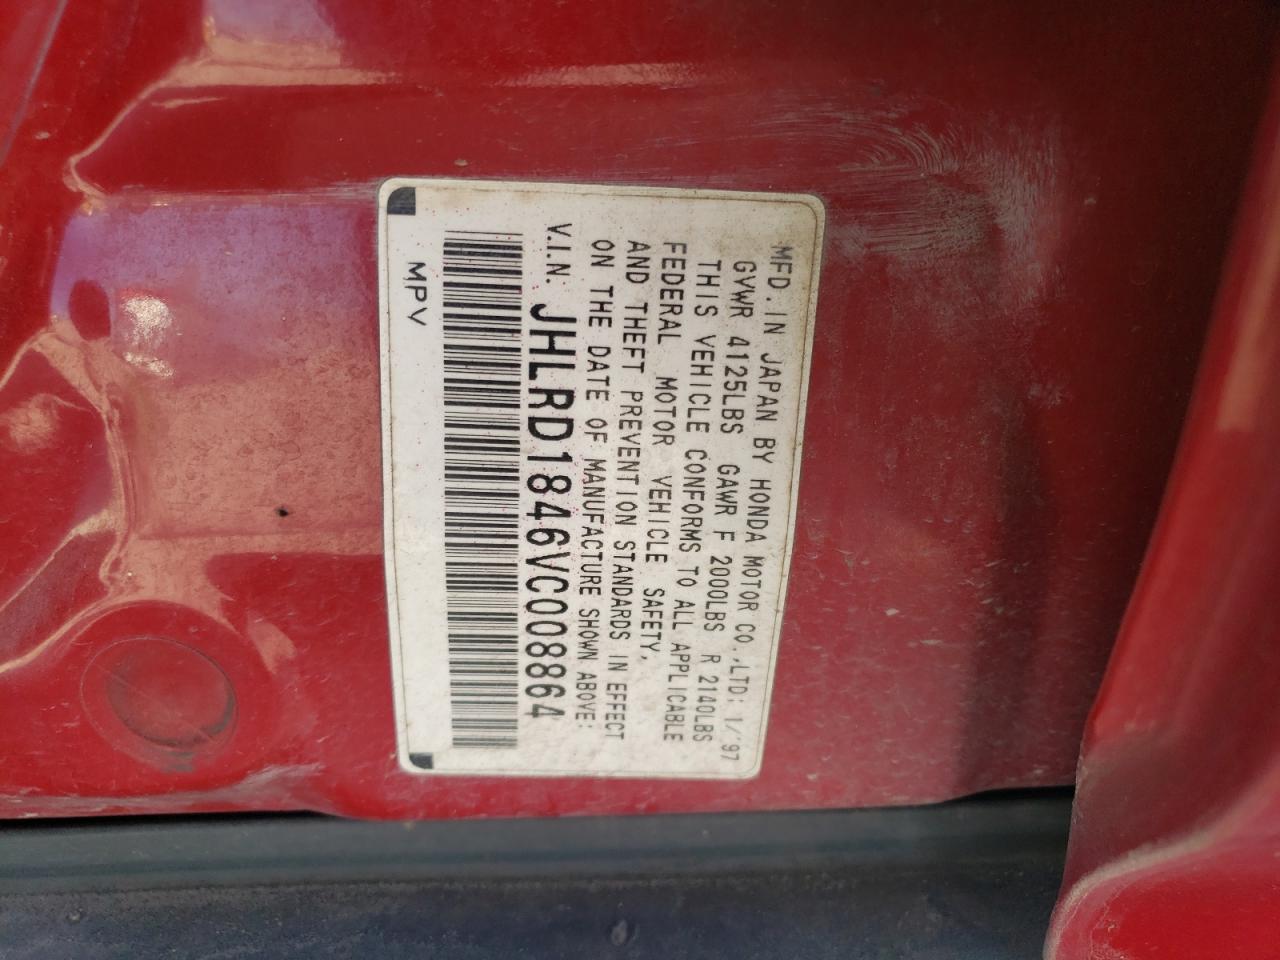 MFD. IN JAPAN BY HONDA MOTOR CO.,LTD: 1/'97
GVWR 4125LBS GAWR F 2000LBS R 2140LBS
THIS VEHICLE CONFORMS TO ALL APPLICABLE
FEDERAL MOTOR VEHICLE SAFETY,
AND THEFT PREVENTION STANDARDS IN EFFECT
ON THE DATE OF MANUFACTURE SHOWN ABOVE:
V.I.N. JHLRD1846VC008864
MPV